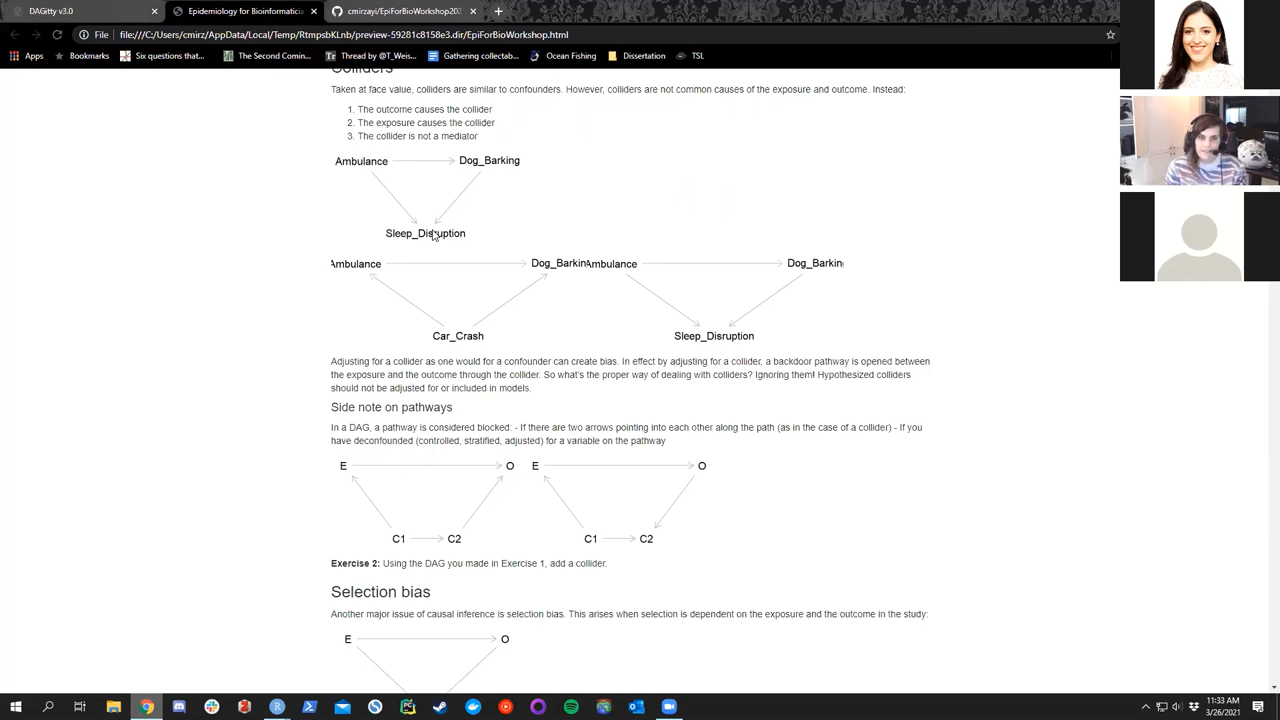 DAGitty v3.0
Epidemiology for Bioinformatic
cmirzayi/EpiForBioWorkshop202
File
file:///C:/Users/cmirz/AppData/Local/Temp/RtmpsbKLnb/preview-59281c8158e3.dir/EpiForBioWorkshop.html
Apps
Bookmarks
Six questions that...
The Second Comin...
Thread by @T_Weis...
Gathering collectab...
Ocean Fishing
Dissertation
TSL
Colliders
Taken at face value, colliders are similar to confounders. However, colliders are not common causes of the exposure and outcome. Instead:
1. The outcome causes the collider
2. The exposure causes the collider
3. The collider is not a mediator
Ambulance
Dog_Barking
Sleep_Disruption
Ambulance
Dog_Barkin
Ambulance
Dog_Barkin
Car_Crash
Sleep_Disruption
Adjusting for a collider as one would for a confounder can create bias. In effect by adjusting for a collider, a backdoor pathway is opened between
the exposure and the outcome through the collider. So what's the proper way of dealing with colliders? Ignoring them! Hypothesized colliders
should not be adjusted for or included in models.
Side note on pathways
In a DAG, a pathway is considered blocked: - If there are two arrows pointing into each other along the path (as in the case of a collider) - If you
have deconfounded (controlled, stratified, adjusted) for a variable on the pathway
E
O
E
O
C1
C2
C1
C2
Exercise 2: Using the DAG you made in Exercise 1, add a collider.
Selection bias
Another major issue of causal inference is selection bias. This arises when selection is dependent on the exposure and the outcome in the study:
E
O
11:33 AM
3/26/2021